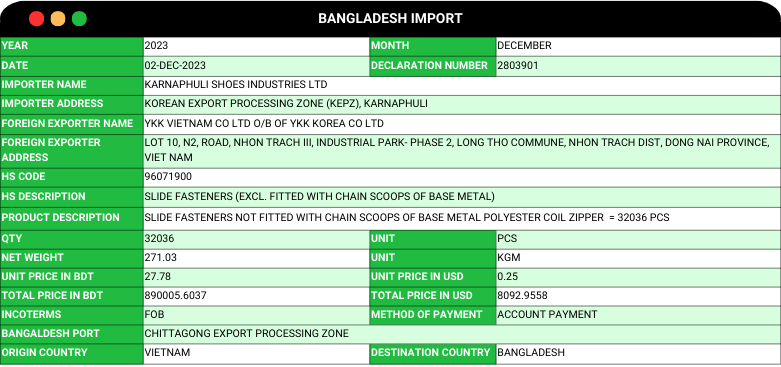 BANGLADESH IMPORT
YEAR 2023 MONTH DECEMBER
DATE 02-DEC-2023 DECLARATION NUMBER 2803901
IMPORTER NAME KARNAPHULI SHOES INDUSTRIES LTD
IMPORTER ADDRESS KOREAN EXPORT PROCESSING ZONE (KEPZ), KARNAPHULI
FOREIGN EXPORTER NAME YKK VIETNAM CO LTD O/B OF YKK KOREA CO LTD
FOREIGN EXPORTER
ADDRESS
LOT 10, N2, ROAD, NHON TRACH III, INDUSTRIAL PARK- PHASE 2, LONG THO COMMUNE, NHON TRACH DIST, DONG NAI PROVINCE,
VIET NAM
HS CODE 96071900
HS DESCRIPTION SLIDE FASTENERS (EXCL. FITTED WITH CHAIN SCOOPS OF BASE METAL)
PRODUCT DESCRIPTION SLIDE FASTENERS NOT FITTED WITH CHAIN SCOOPS OF BASE METAL POLYESTER COIL ZIPPER = 32036 PCS
QTY 32036 UNIT PCS
NET WEIGHT 271.03 UNIT KGM
UNIT PRICE IN BDT 27.78 UNIT PRICE IN USD 0.25
TOTAL PRICE IN BDT 890005.6037 TOTAL PRICE IN USD 8092.9558
INCOTERMS FOB METHOD OF PAYMENT ACCOUNT PAYMENT
BANGALDESH PORT CHITTAGONG EXPORT PROCESSING ZONE
ORIGIN COUNTRY VIETNAM DESTINATION COUNTRY BANGLADESH